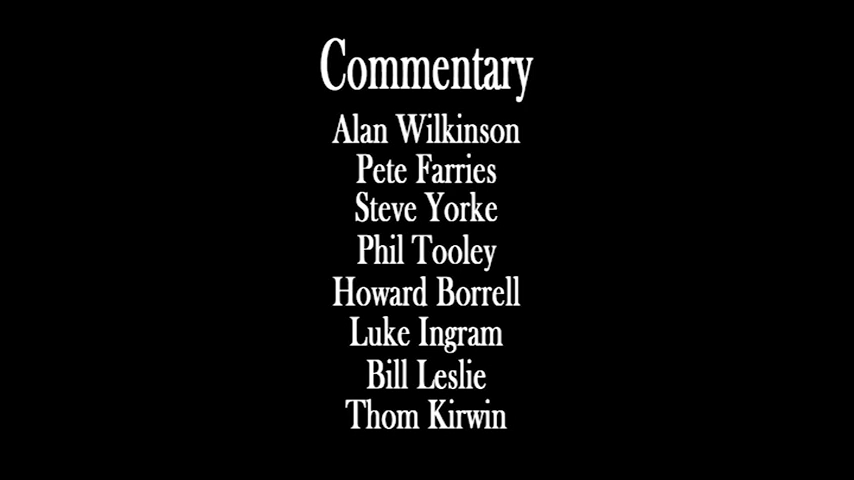 Commentary
Alan Wilkinson
Pete Farries
Steve Yorke
Phil Tooley
Howard Borrell
Luke Ingram
Bill Leslie
Thom Kirwin